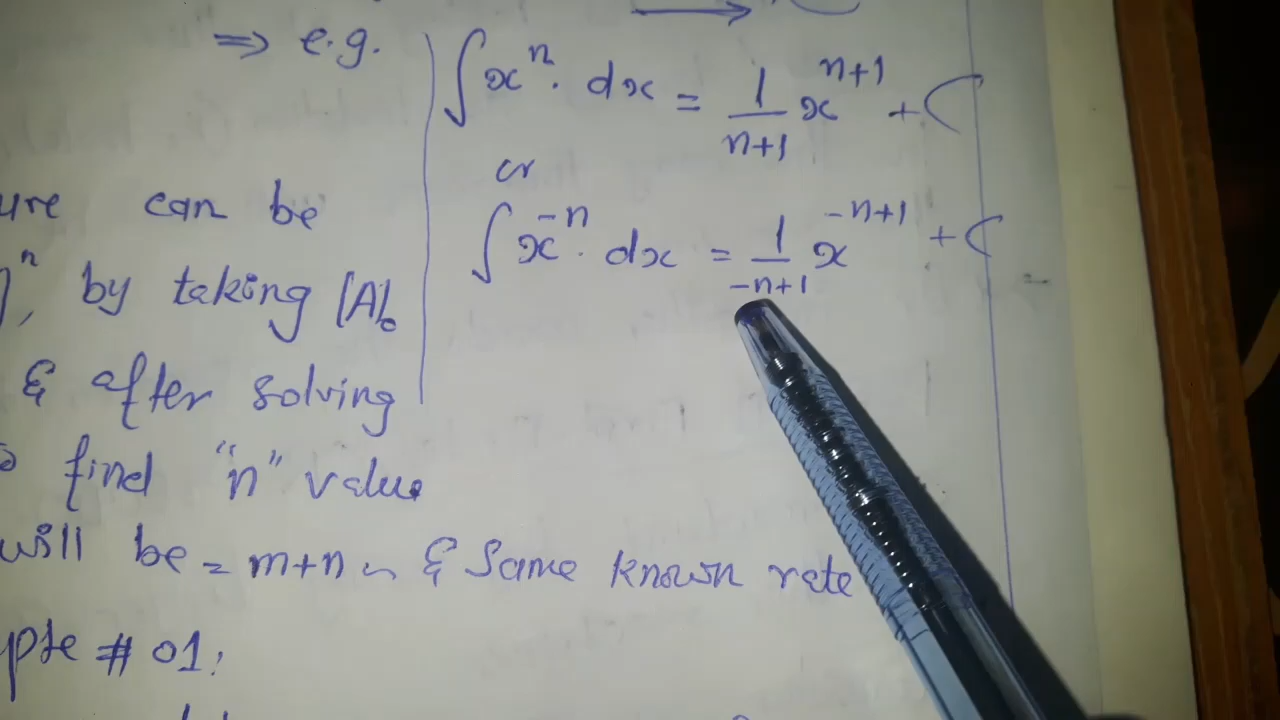 ⇒ e.g.
∫xⁿ. dx = 1/n+1 xⁿ⁺¹ + C
or
∫x⁻ⁿ. dx = 1/-n+1 x⁻ⁿ⁺¹ + C
can be
]ⁿ, by taking [A]₀
& after solving
find "n" value
will be = m+n & same known rate
# 01: